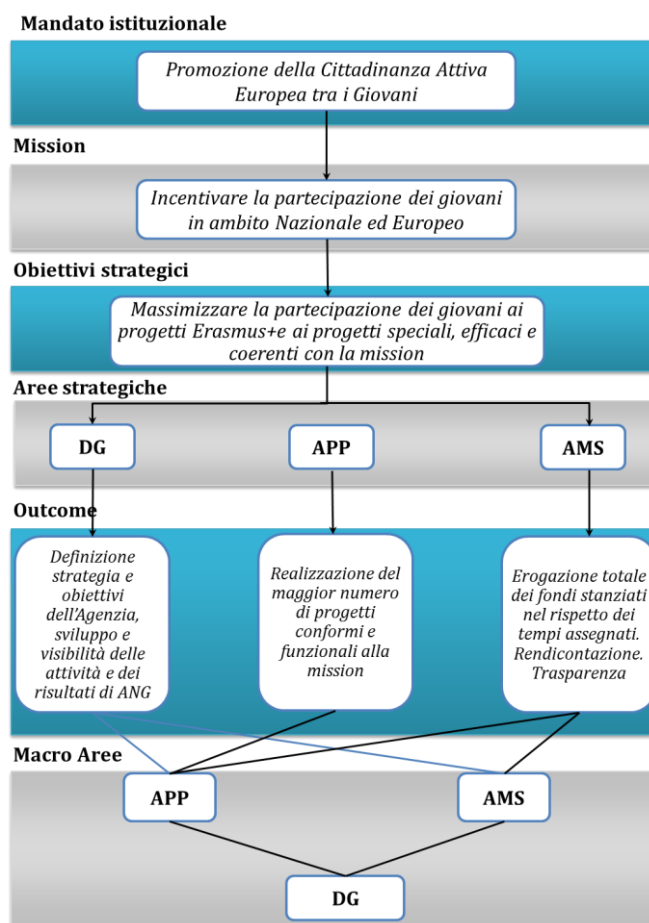 Mandato istituzionale
Promozione della Cittadinanza Attiva
Europea tra i Giovani
Mission
Incentivare la partecipazione dei giovani
in ambito Nazionale ed Europeo
Obiettivi strategici
Massimizzare la partecipazione dei giovani ai
progetti Erasmus+e ai progetti speciali, efficaci e
coerenti con la mission
Aree strategiche
DG
APP
AMS
Outcome
Definizione
strategia e
obiettivi
dell'Agenzia,
sviluppo e
visibilità delle
attività e dei
risultati di ANG
Realizzazione del
maggior numero
di progetti
conformi e
funzionali alla
mission
Erogazione totale
dei fondi stanziati
nel rispetto dei
tempi assegnati.
Rendicontazione.
Trasparenza
Macro Aree
APP
AMS
DG